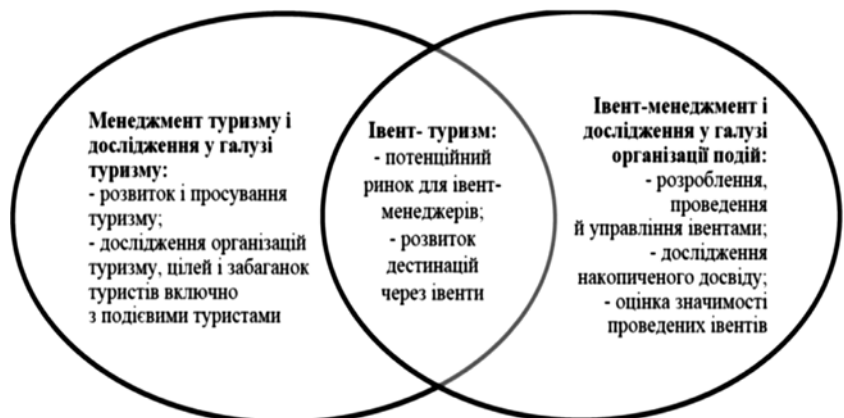 Менеджмент туризму і
дослідження у галузі
туризму:
- розвиток і просування
туризму;
- дослідження організацій
туризму, цілей і забаганок
туристів включно
з подієвими туристами
Івент- туризм:
- потенційний
ринок для івент-
менеджерів;
- розвиток
дестинацій
через івенти
Івент-менеджмент і
дослідження у галузі
організації подій:
- розроблення,
проведення
й управління івентами;
- дослідження
накопиченого досвіду;
- оцінка значимості
проведених івентів